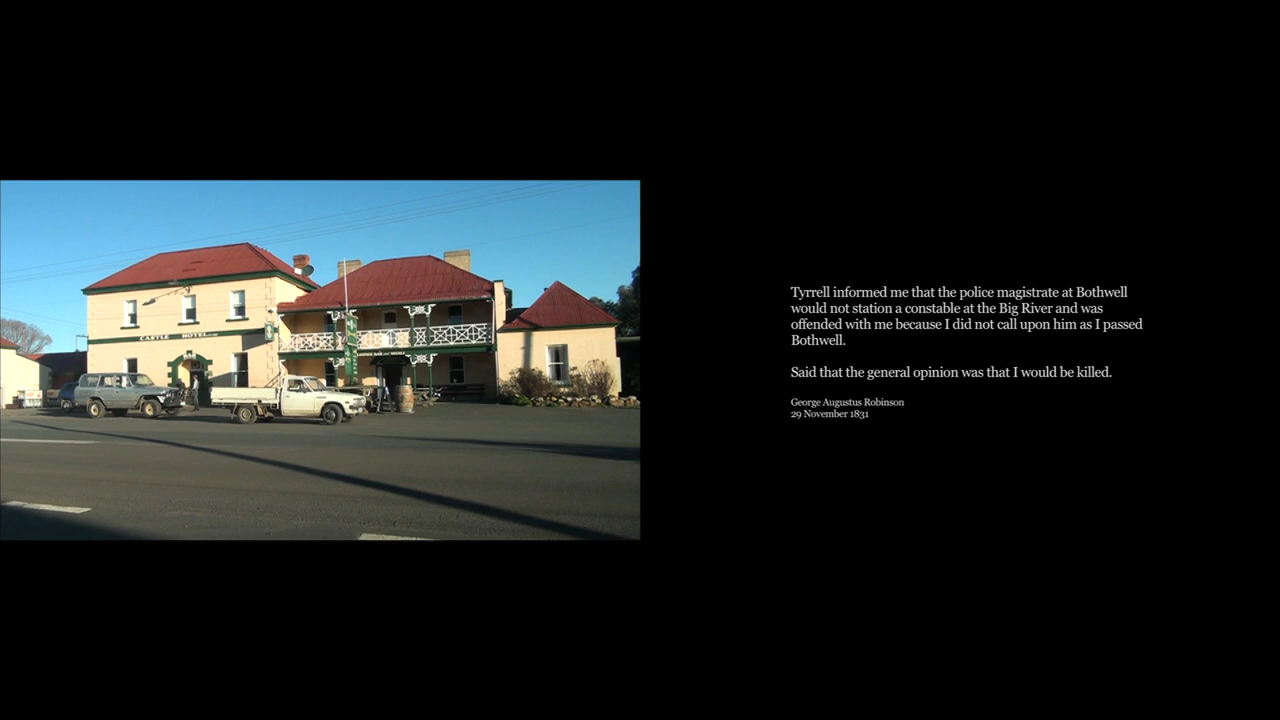 CASTLE HOTEL
Tyrrell informed me that the police magistrate at Bothwell
would not station a constable at the Big River and was
offended with me because I did not call upon him as I passed
Bothwell.
Said that the general opinion was that I would be killed.
George Augustus Robinson
29 November 1831